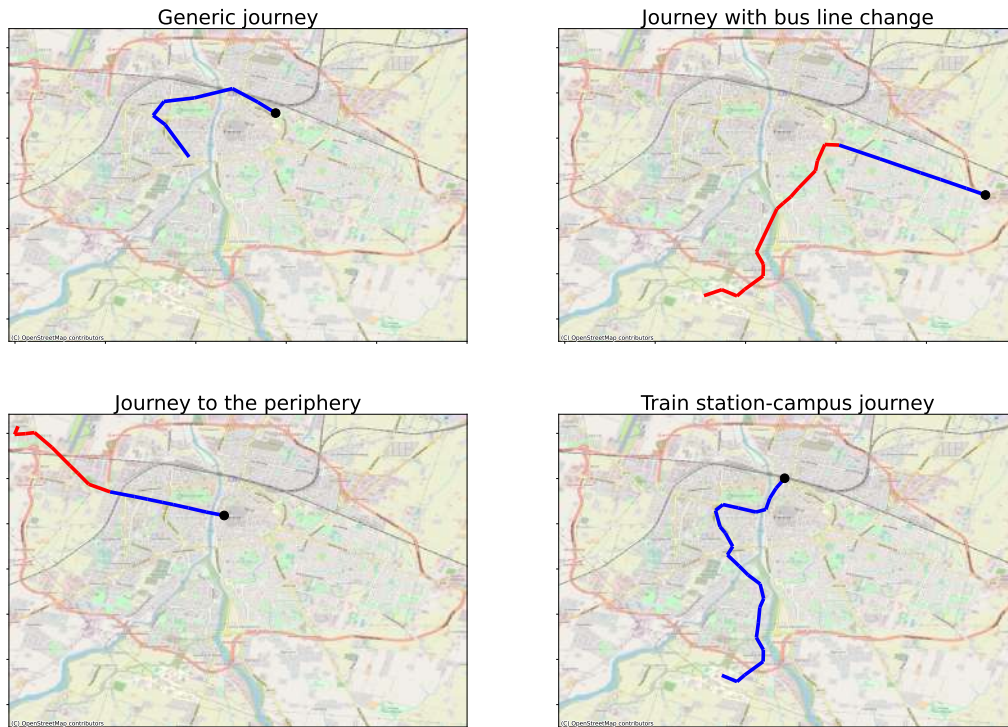 Generic journey
Journey with bus line change
(C) OpenStreetMap contributors
(C) OpenStreetMap contributors
Journey to the periphery
Train station-campus journey
(C) OpenStreetMap contributors
(C) OpenStreetMap contributors